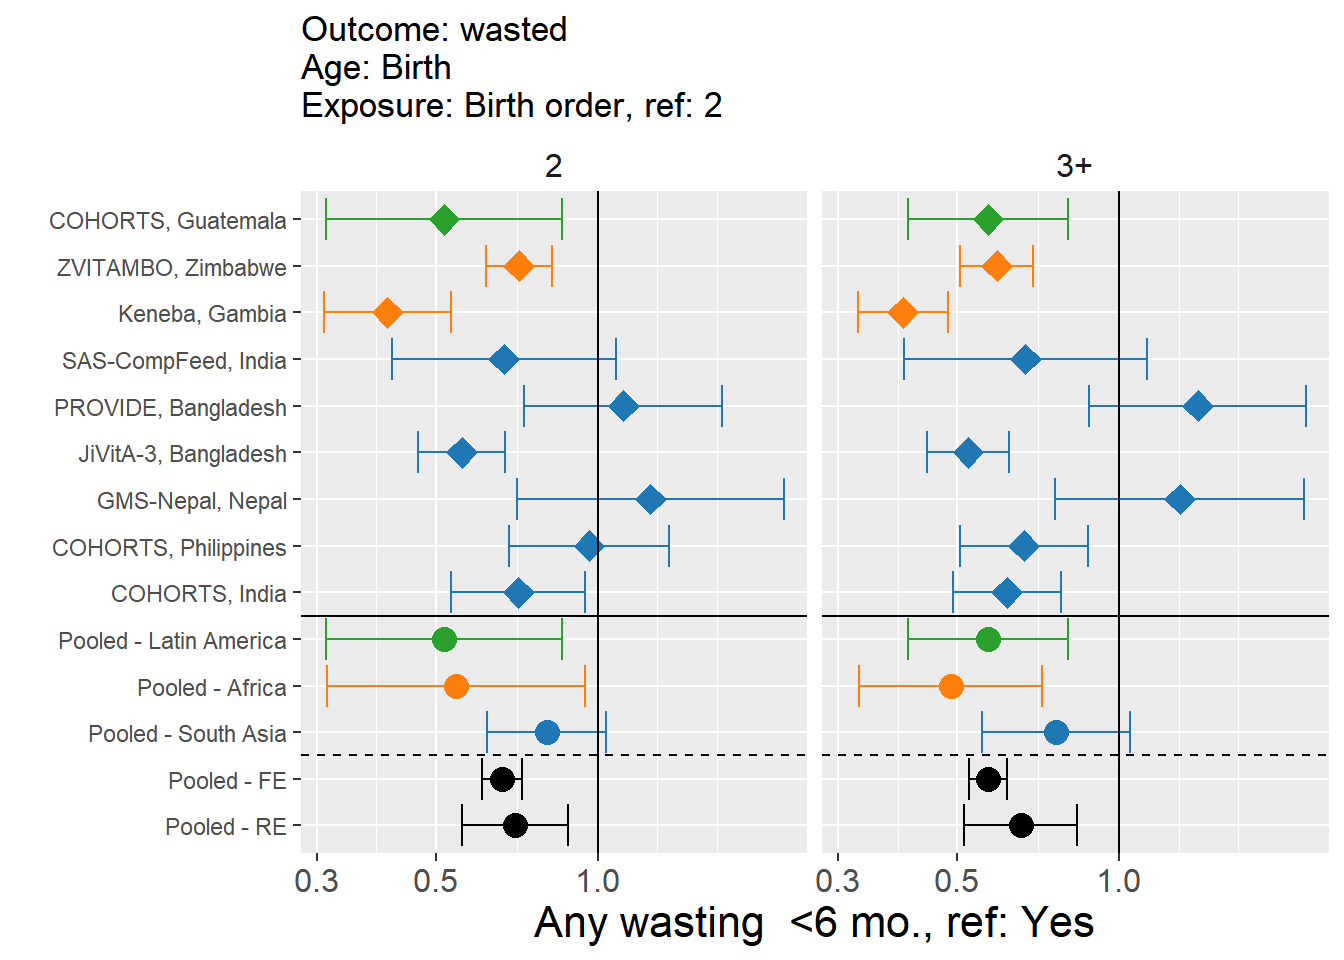 Outcome: wasted
Age: Birth
Exposure: Birth order, ref: 2
2
3+
COHORTS, Guatemala
ZVITAMBO, Zimbabwe
Keneba, Gambia
SAS-CompFeed, India
PROVIDE, Bangladesh
JiVitA-3, Bangladesh
GMS-Nepal, Nepal
COHORTS, Philippines
COHORTS, India
Pooled - Latin America
Pooled - Africa
Pooled - South Asia
Pooled - FE
Pooled - RE
0.3 0.5 1.0
0.3 0.5 1.0
Any wasting  <6 mo., ref: Yes